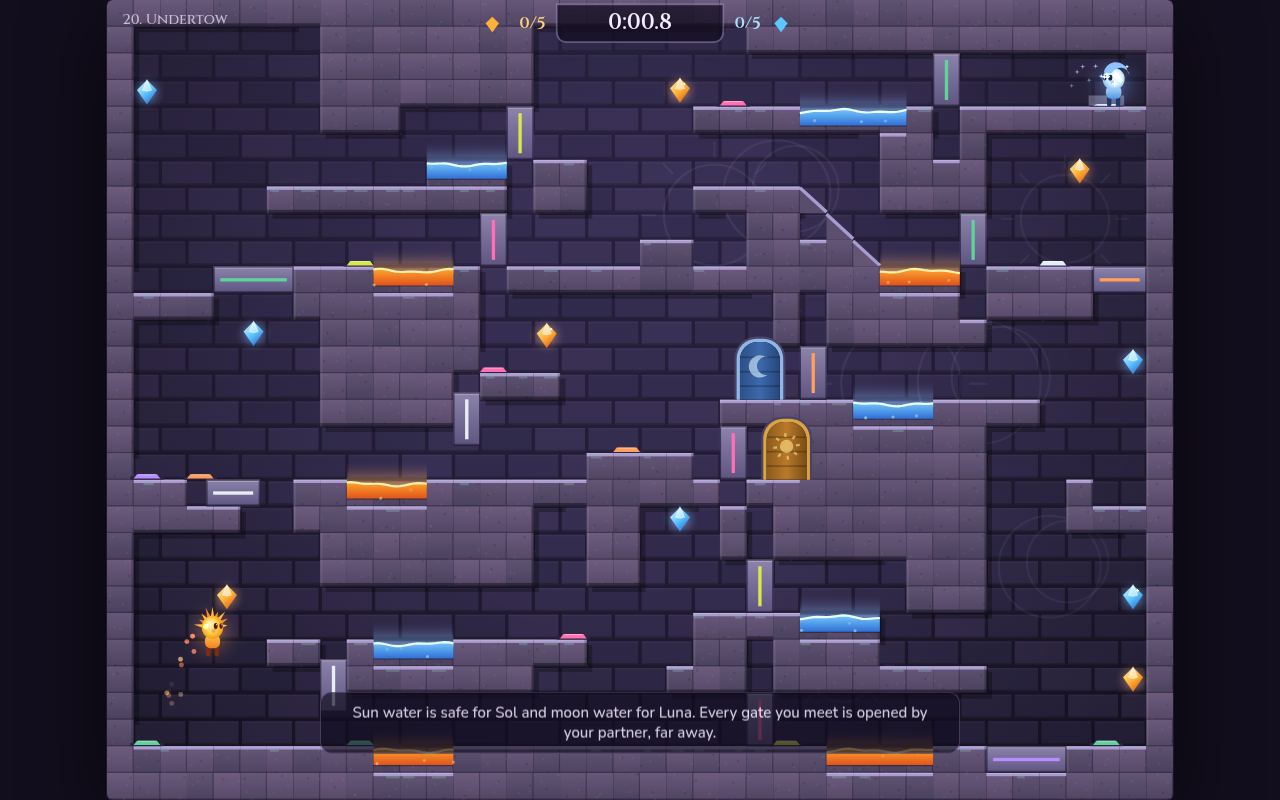 20. Undertow
0/5
0:00.8
0/5
Sun water is safe for Sol and moon water for Luna. Every gate you meet is opened by
your partner, far away.